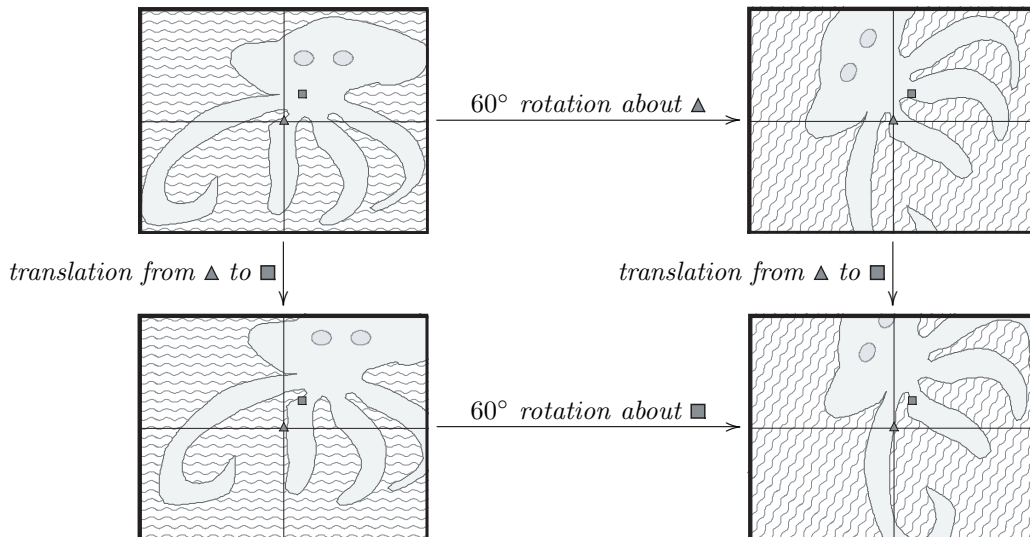 60° rotation about ▲
translation from ▲ to ■
translation from ▲ to ■
60° rotation about ■